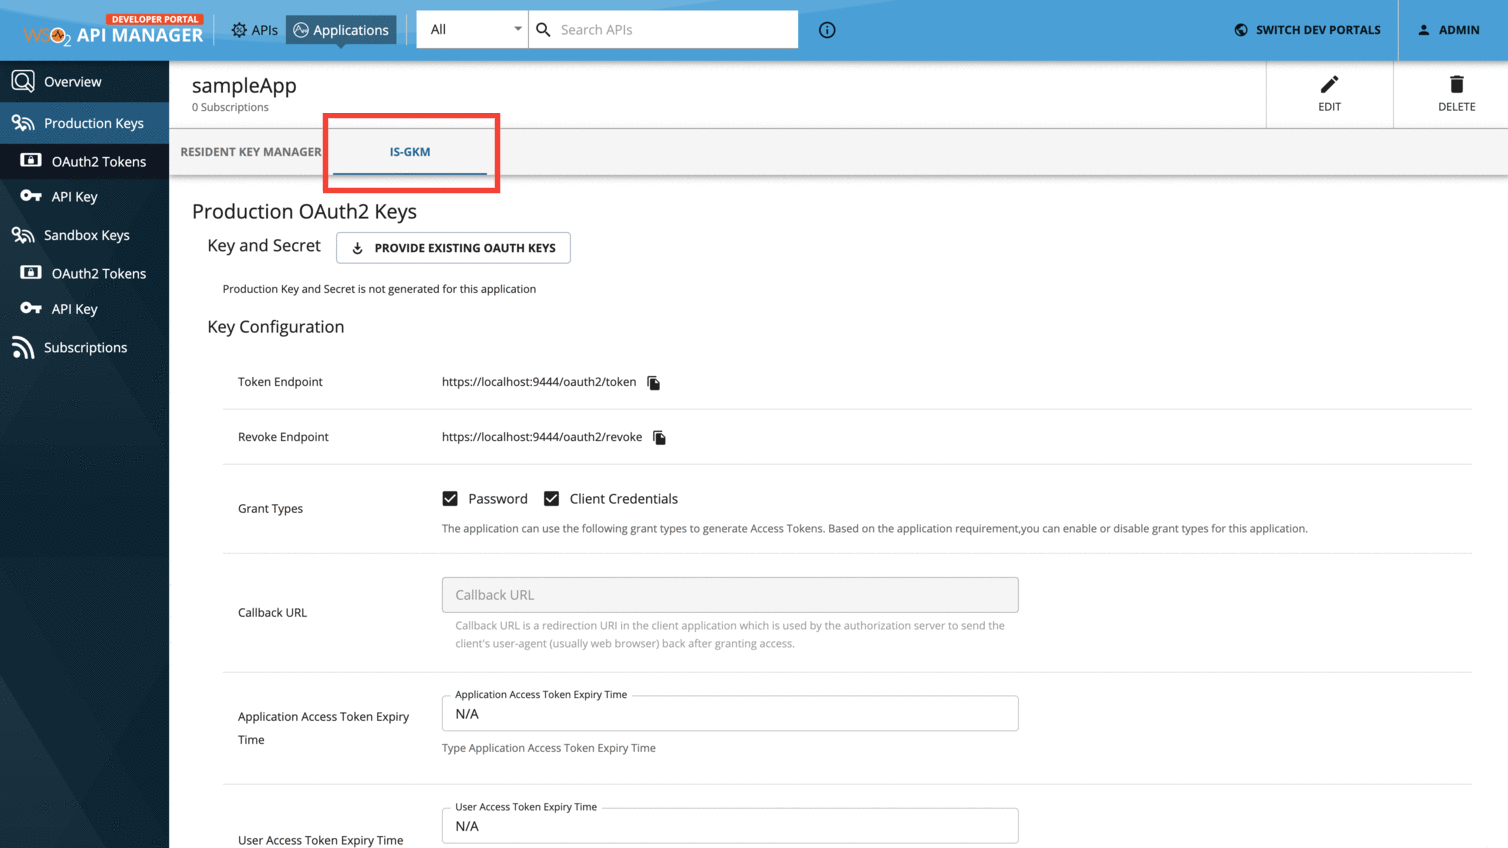 DEVELOPER PORTAL
WSO2 API MANAGER
APIs
Applications
All
Search APIs
SWITCH DEV PORTALS
ADMIN
Overview
Production Keys
OAuth2 Tokens
API Key
Sandbox Keys
OAuth2 Tokens
API Key
Subscriptions
sampleApp
0 Subscriptions
EDIT
DELETE
RESIDENT KEY MANAGER
IS-GKM
Production OAuth2 Keys
Key and Secret
PROVIDE EXISTING OAUTH KEYS
Production Key and Secret is not generated for this application
Key Configuration
Token Endpoint
https://localhost:9444/oauth2/token
Revoke Endpoint
https://localhost:9444/oauth2/revoke
Grant Types
Password
Client Credentials
The application can use the following grant types to generate Access Tokens. Based on the application requirement,you can enable or disable grant types for this application.
Callback URL
Callback URL
Callback URL is a redirection URI in the client application which is used by the authorization server to send the
client's user-agent (usually web browser) back after granting access.
Application Access Token Expiry
Time
Application Access Token Expiry Time
N/A
Type Application Access Token Expiry Time
User Access Token Expiry Time
User Access Token Expiry Time
N/A